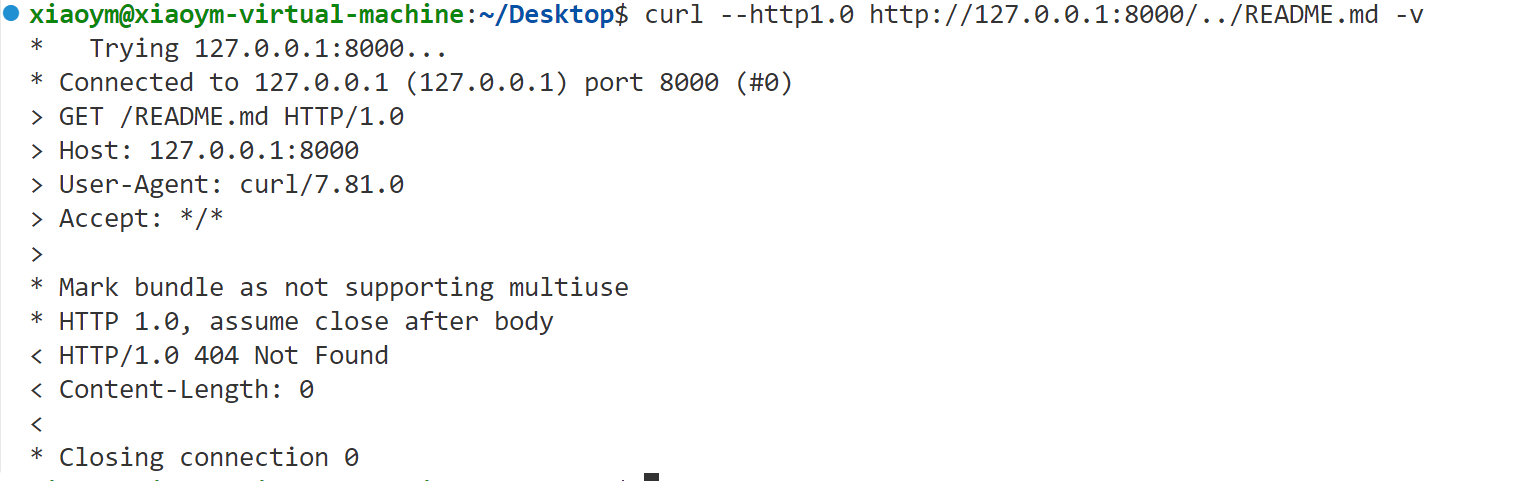 xiaoym@xiaoym-virtual-machine:~/Desktop$ curl --http1.0 http://127.0.0.1:8000/../README.md -v
*   Trying 127.0.0.1:8000...
* Connected to 127.0.0.1 (127.0.0.1) port 8000 (#0)
> GET /README.md HTTP/1.0
> Host: 127.0.0.1:8000
> User-Agent: curl/7.81.0
> Accept: */*
>
* Mark bundle as not supporting multiuse
* HTTP 1.0, assume close after body
< HTTP/1.0 404 Not Found
< Content-Length: 0
<
* Closing connection 0